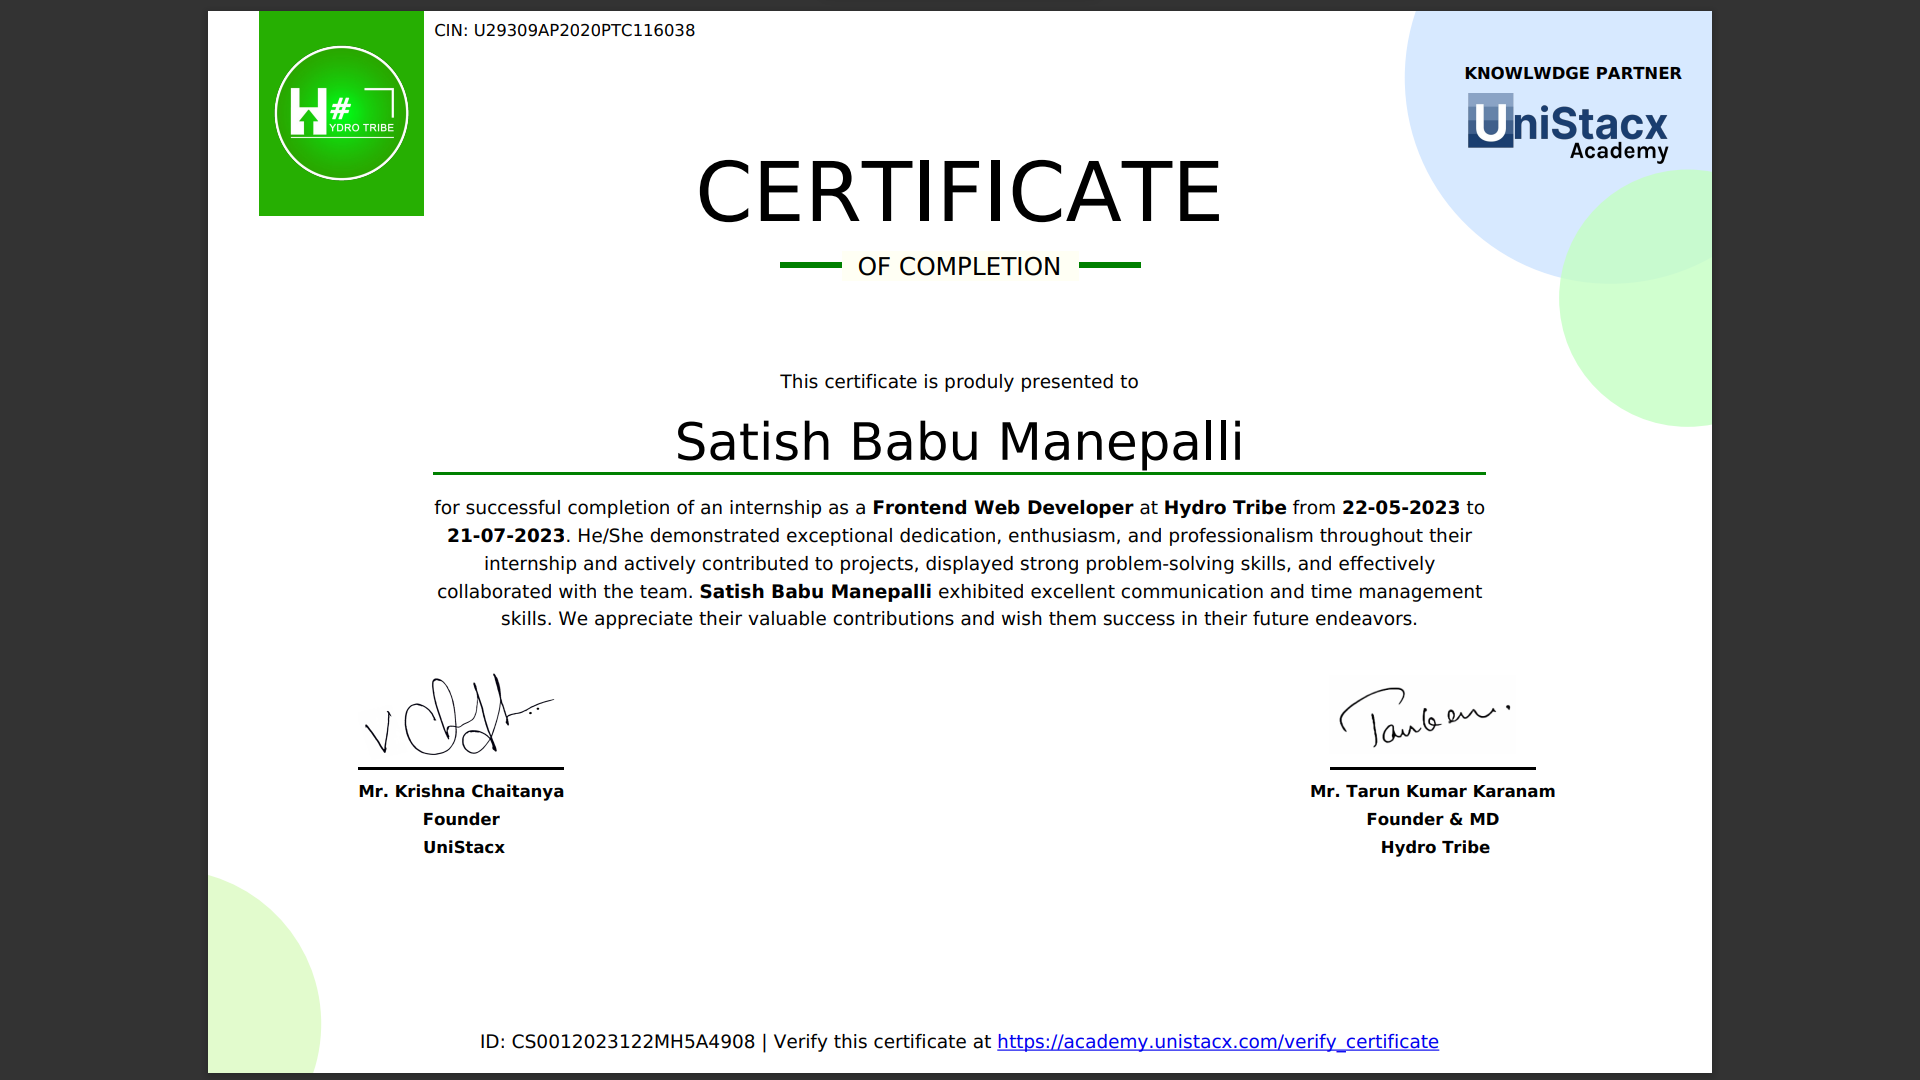 CIN: U29309AP2020PTC116038
H#
YDRO TRIBE
KNOWLWDGE PARTNER
UniStacx
Academy
CERTIFICATE
OF COMPLETION
This certificate is produly presented to
Satish Babu Manepalli
for successful completion of an internship as a Frontend Web Developer at Hydro Tribe from 22-05-2023 to
21-07-2023. He/She demonstrated exceptional dedication, enthusiasm, and professionalism throughout their
internship and actively contributed to projects, displayed strong problem-solving skills, and effectively
collaborated with the team. Satish Babu Manepalli exhibited excellent communication and time management
skills. We appreciate their valuable contributions and wish them success in their future endeavors.
Mr. Krishna Chaitanya
Founder
UniStacx
Mr. Tarun Kumar Karanam
Founder & MD
Hydro Tribe
ID: CS0012023122MH5A4908 | Verify this certificate at https://academy.unistacx.com/verify_certificate